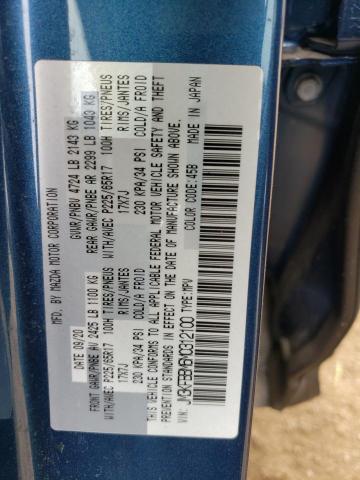 MFD. BY MAZDA MOTOR CORPORATION
DATE 09/20 GVWR/PNBV 4724 LB 2143 KG
FRONT GAWR/PNBE AV 2425 LB 1100 KG REAR GAWR/PNBE AR 2299 LB 1043 KG
WITH/AVEC P225/65R17 100H TIRES/PNEUS WITH/AVEC P225/65R17 100H TIRES/PNEUS
17X7J RIMS/JANTES 17X7J RIMS/JANTES
230 KPA/34 PSI COLD/A FROID 230 KPA/34 PSI COLD/A FROID
THIS VEHICLE CONFORMS TO ALL APPLICABLE FEDERAL MOTOR VEHICLE SAFETY AND THEFT
PREVENTION STANDARDS IN EFFECT ON THE DATE OF MANUFACTURE SHOWN ABOVE.
VIN: TYPE:MPV COLOR:45B MADE IN JAPAN